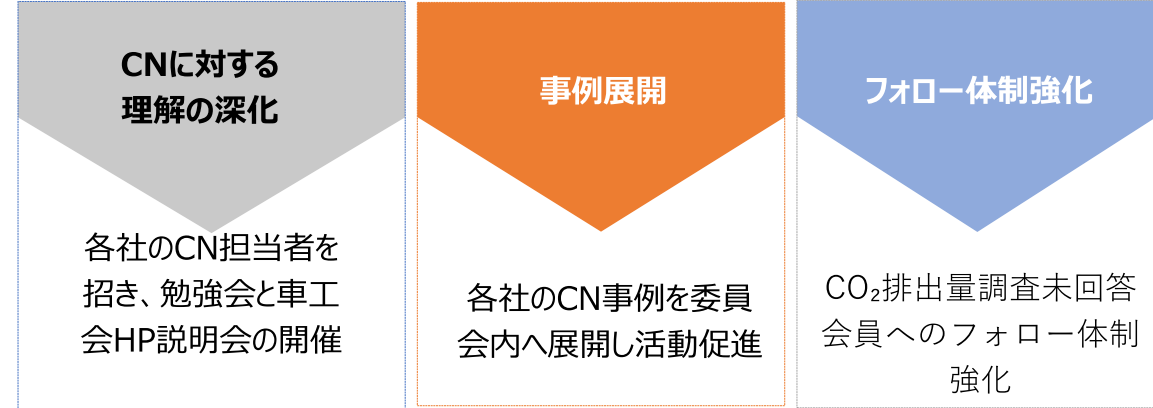 CNに対する
理解の深化
各社のCN担当者を
招き、勉強会と車工
会HP説明会の開催
事例展開
各社のCN事例を委員
会内へ展開し活動促進
フォロー体制強化
CO₂排出量調査未回答
会員へのフォロー体制
強化